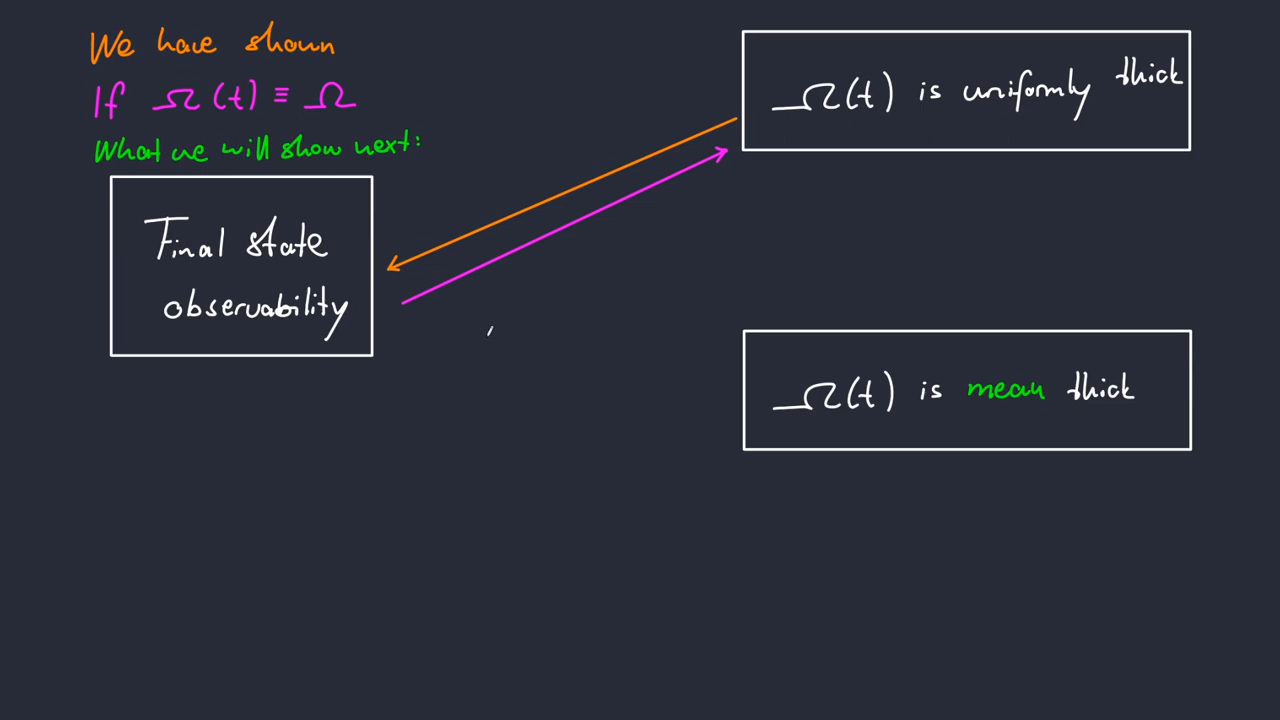 We have shown
If Ω(t) ≡ Ω
What we will show next:
Final state
observability
Ω(t) is uniformly thick
Ω(t) is mean thick